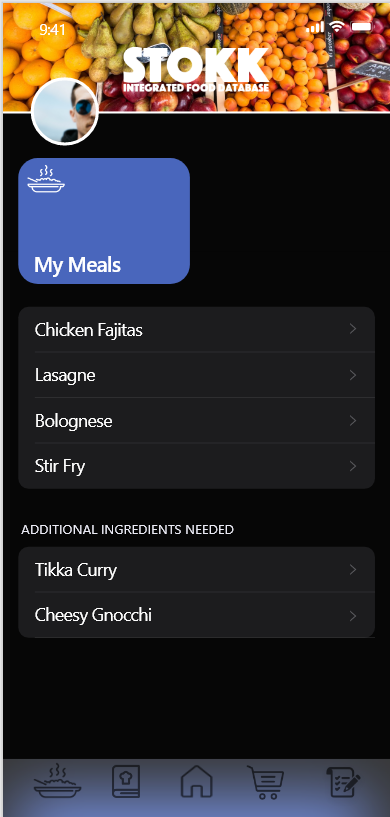 9:41
STOKK
INTEGRATED FOOD DATABASE
My Meals
Chicken Fajitas
Lasagne
Bolognese
Stir Fry
ADDITIONAL INGREDIENTS NEEDED
Tikka Curry
Cheesy Gnocchi